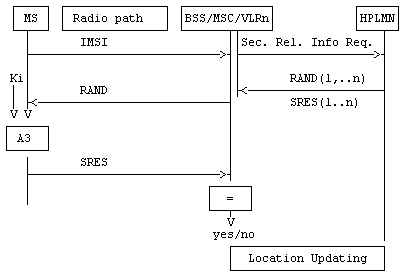 MS Radio path BSS/MSC/VLRn HPLMN
IMSI Sec. Rel. Info Req.
Ki RAND RAND(1,..n)
V V SRES(1..n)
A3
SRES
=
V
yes/no
Location Updating